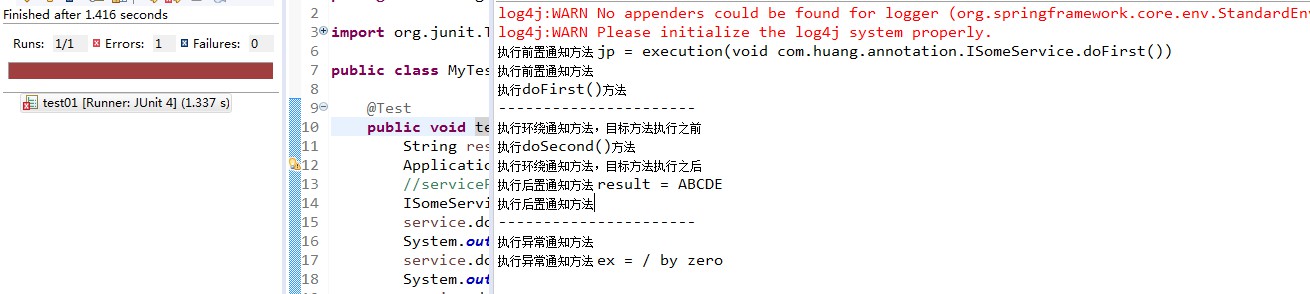 Finished after 1.416 seconds
Runs: 1/1 Errors: 1 Failures: 0
test01 [Runner: JUnit 4] (1.337 s)
2
3 import org.junit.
6
7 public class MyTes
8
9 @Test
10 public void te
11 String res
12 Applicatio
13 //service
14 ISomeServi
15 service.do
16 System.out
17 service.do
18 System.out
log4j:WARN No appenders could be found for logger (org.springframework.core.env.StandardEn
log4j:WARN Please initialize the log4j system properly.
执行前置通知方法 jp = execution(void com.huang.annotation.ISomeService.doFirst())
执行前置通知方法
执行doFirst()方法
----------------------
执行环绕通知方法，目标方法执行之前
执行doSecond()方法
执行环绕通知方法，目标方法执行之后
执行后置通知方法 result = ABCDE
执行后置通知方法
----------------------
执行异常通知方法
执行异常通知方法 ex = / by zero